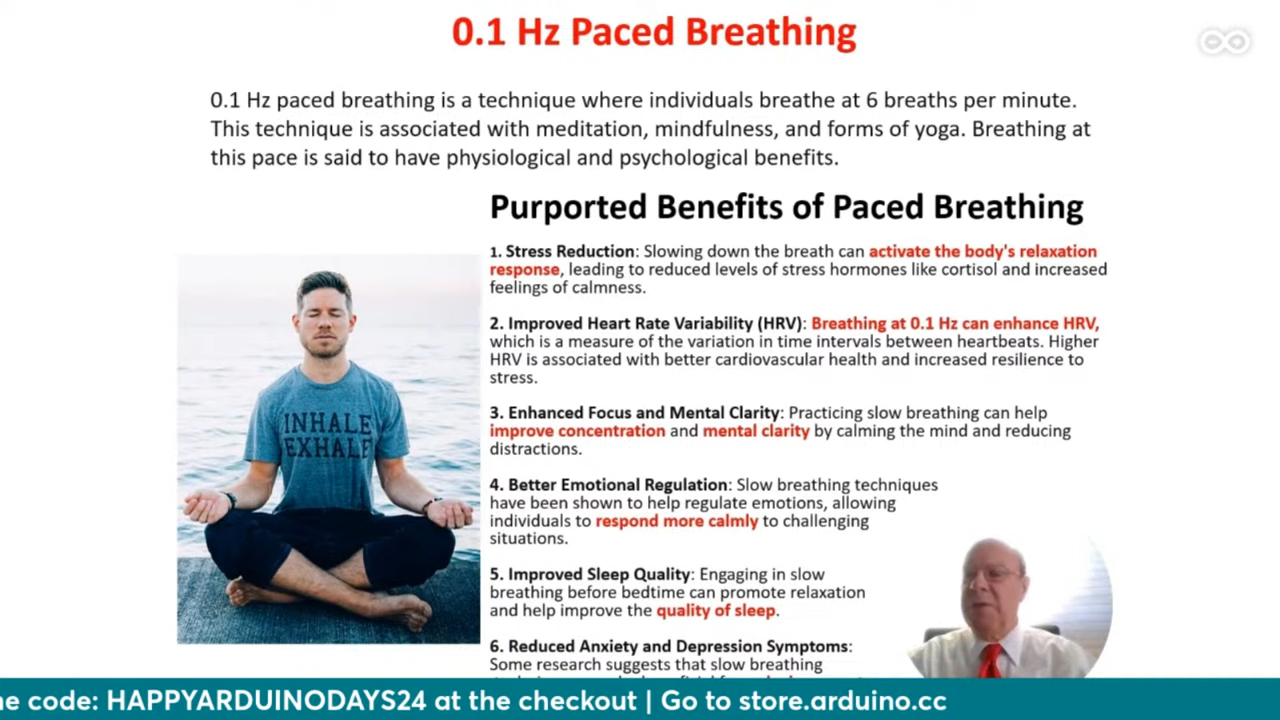 0.1 Hz Paced Breathing
0.1 Hz paced breathing is a technique where individuals breathe at 6 breaths per minute.
This technique is associated with meditation, mindfulness, and forms of yoga. Breathing at
this pace is said to have physiological and psychological benefits.
Purported Benefits of Paced Breathing
1. Stress Reduction: Slowing down the breath can activate the body's relaxation
response, leading to reduced levels of stress hormones like cortisol and increased
feelings of calmness.
2. Improved Heart Rate Variability (HRV): Breathing at 0.1 Hz can enhance HRV,
which is a measure of the variation in time intervals between heartbeats. Higher
HRV is associated with better cardiovascular health and increased resilience to
stress.
3. Enhanced Focus and Mental Clarity: Practicing slow breathing can help
improve concentration and mental clarity by calming the mind and reducing
distractions.
4. Better Emotional Regulation: Slow breathing techniques
have been shown to help regulate emotions, allowing
individuals to respond more calmly to challenging
situations.
5. Improved Sleep Quality: Engaging in slow
breathing before bedtime can promote relaxation
and help improve the quality of sleep.
6. Reduced Anxiety and Depression Symptoms:
Some research suggests that slow breathing
INHALE
EXHALE
e code: HAPPYARDUINODAYS24 at the checkout | Go to store.arduino.cc